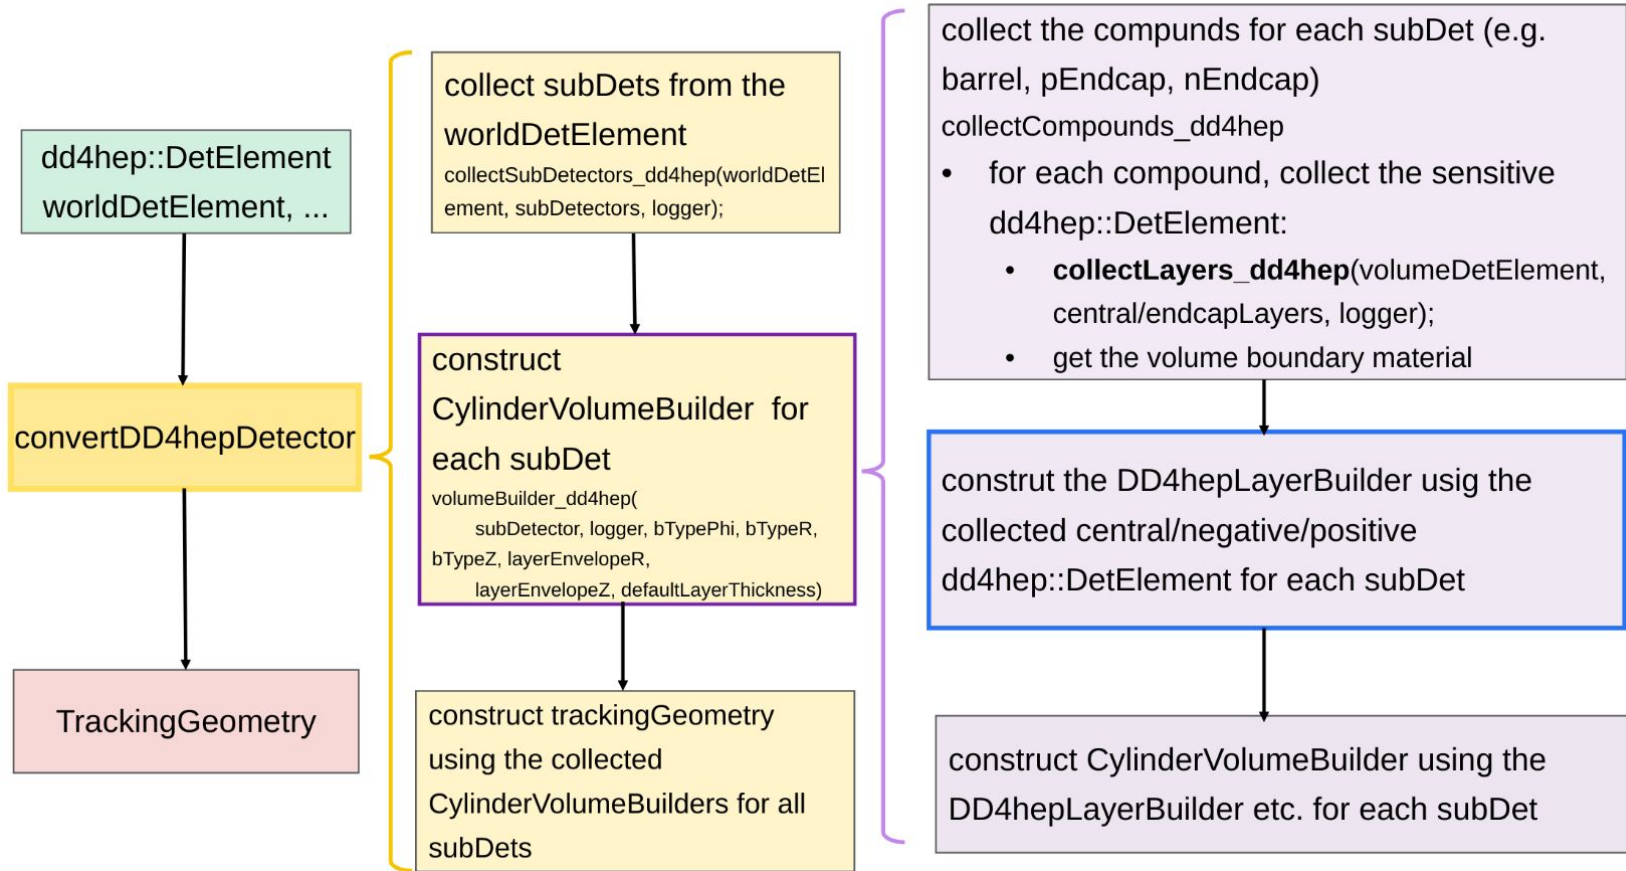 dd4hep::DetElement
worldDetElement, ...
convertDD4hepDetector
TrackingGeometry
collect subDets from the
worldDetElement
collectSubDetectors_dd4hep(worldDetEl
ement, subDetectors, logger);
construct
CylinderVolumeBuilder for
each subDet
volumeBuilder_dd4hep(
subDetector, logger, bTypePhi, bTypeR,
bTypeZ, layerEnvelopeR,
layerEnvelopeZ, defaultLayerThickness)
construct trackingGeometry
using the collected
CylinderVolumeBuilders for all
subDets
collect the compunds for each subDet (e.g.
barrel, pEndcap, nEndcap)
collectCompounds_dd4hep
• for each compound, collect the sensitive
dd4hep::DetElement:
• collectLayers_dd4hep(volumeDetElement,
central/endcapLayers, logger);
• get the volume boundary material
construt the DD4hepLayerBuilder usig the
collected central/negative/positive
dd4hep::DetElement for each subDet
construct CylinderVolumeBuilder using the
DD4hepLayerBuilder etc. for each subDet